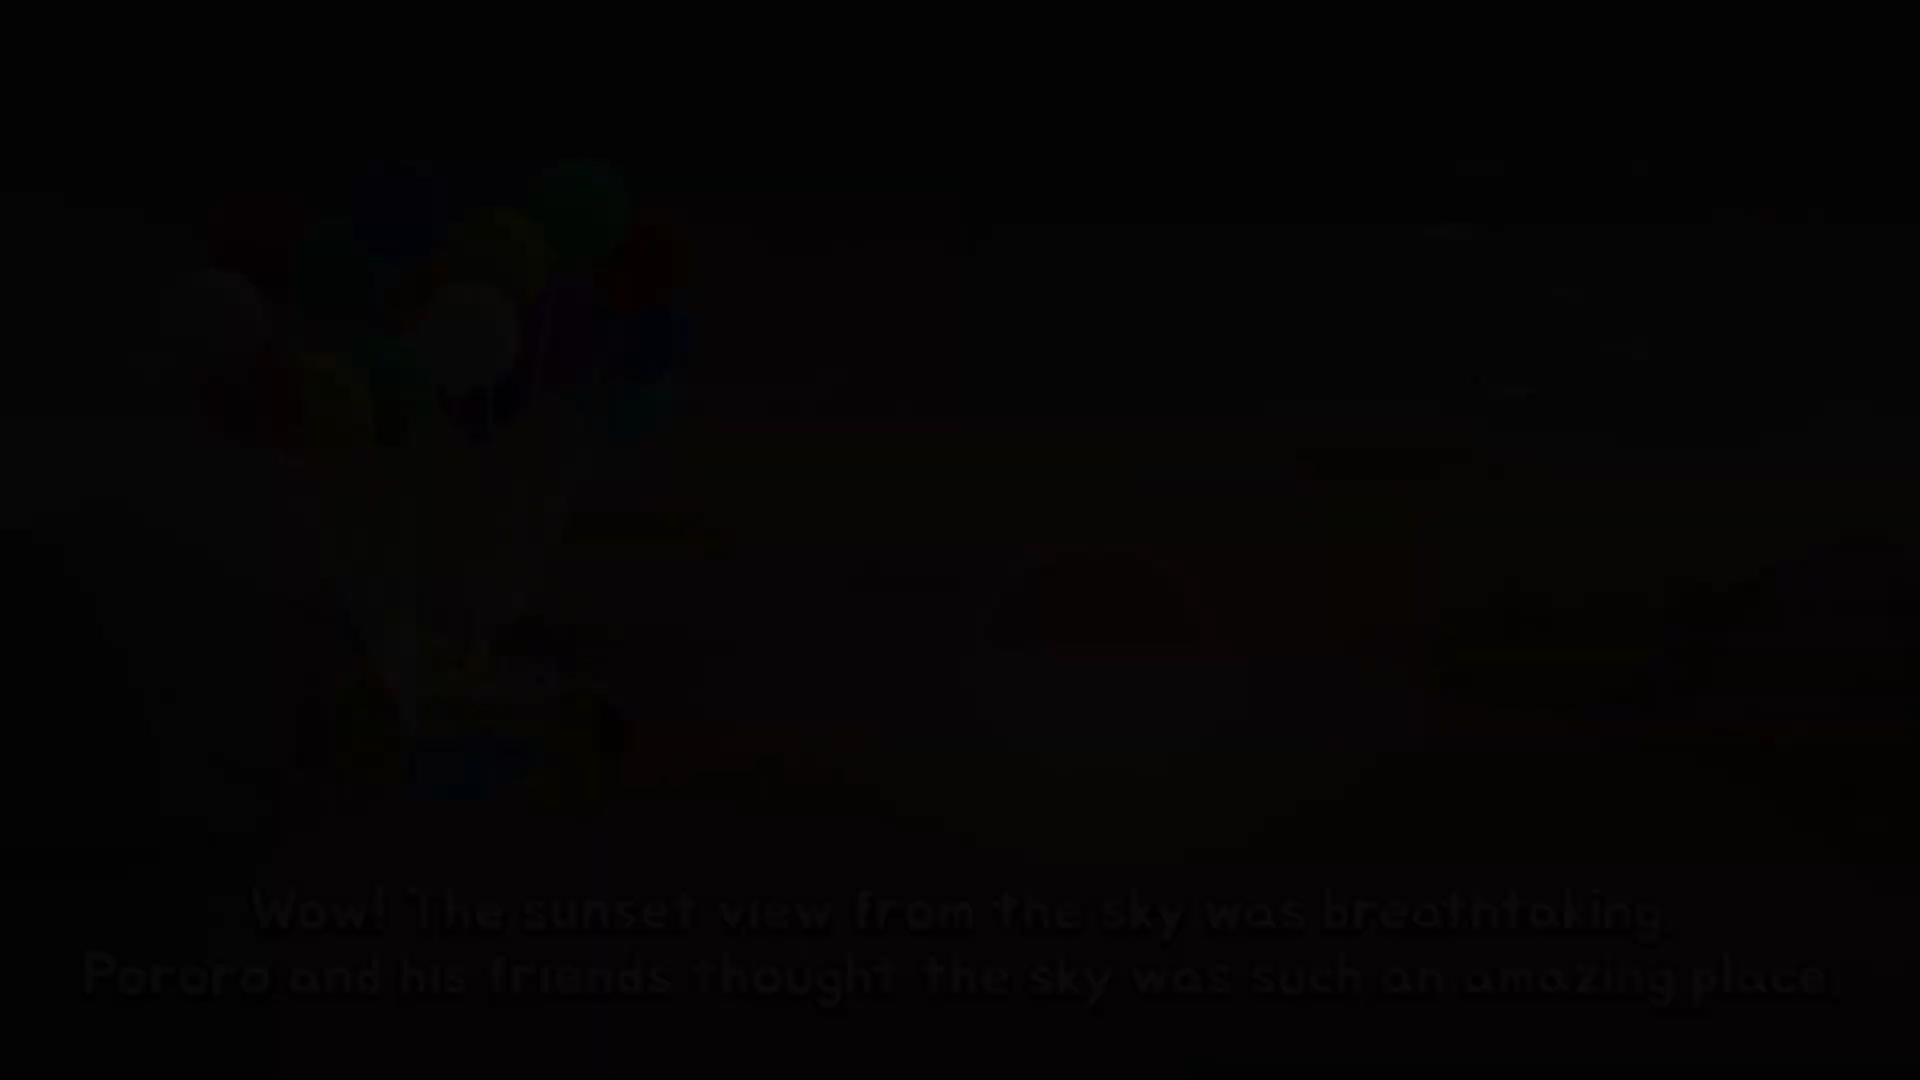 Wow! The sunset view from the sky was breathtaking.
Pororo and his friends thought the sky was such an amazing place.